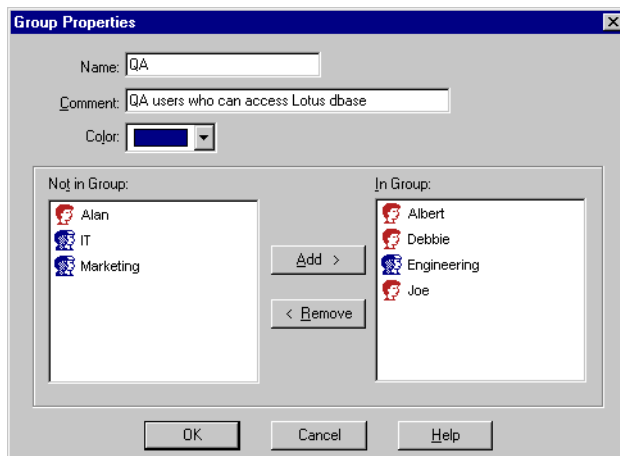 Group Properties
Name: QA
Comment: QA users who can access Lotus dbase
Color:
Not in Group:
In Group:
Alan
IT
Marketing
Albert
Debbie
Engineering
Joe
Add >
< Remove
OK
Cancel
Help